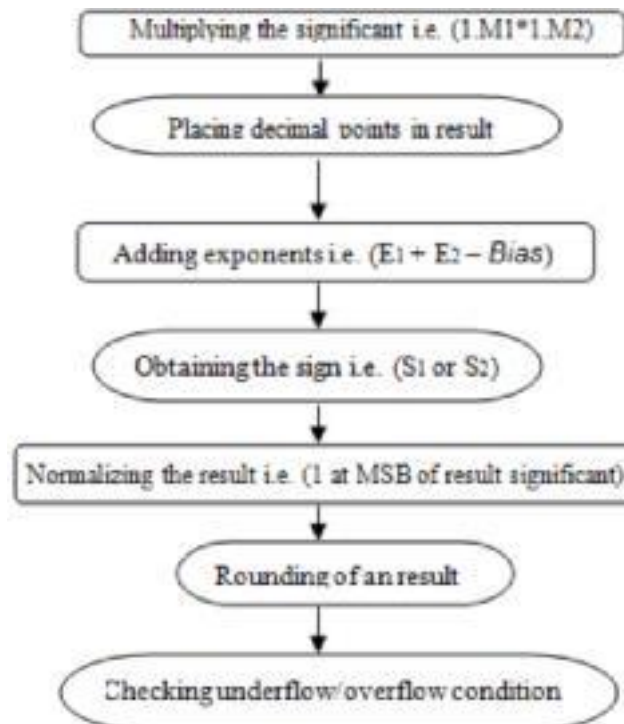 Multiplying the significant i.e. (1.M1*1.M2)
Placing decimal points in result
Adding exponents i.e. (E1 + E2 – Bias)
Obtaining the sign i.e. (S1 or S2)
Normalizing the result i.e. (1 at MSB of result significant)
Rounding of an result
Checking underflow/overflow condition